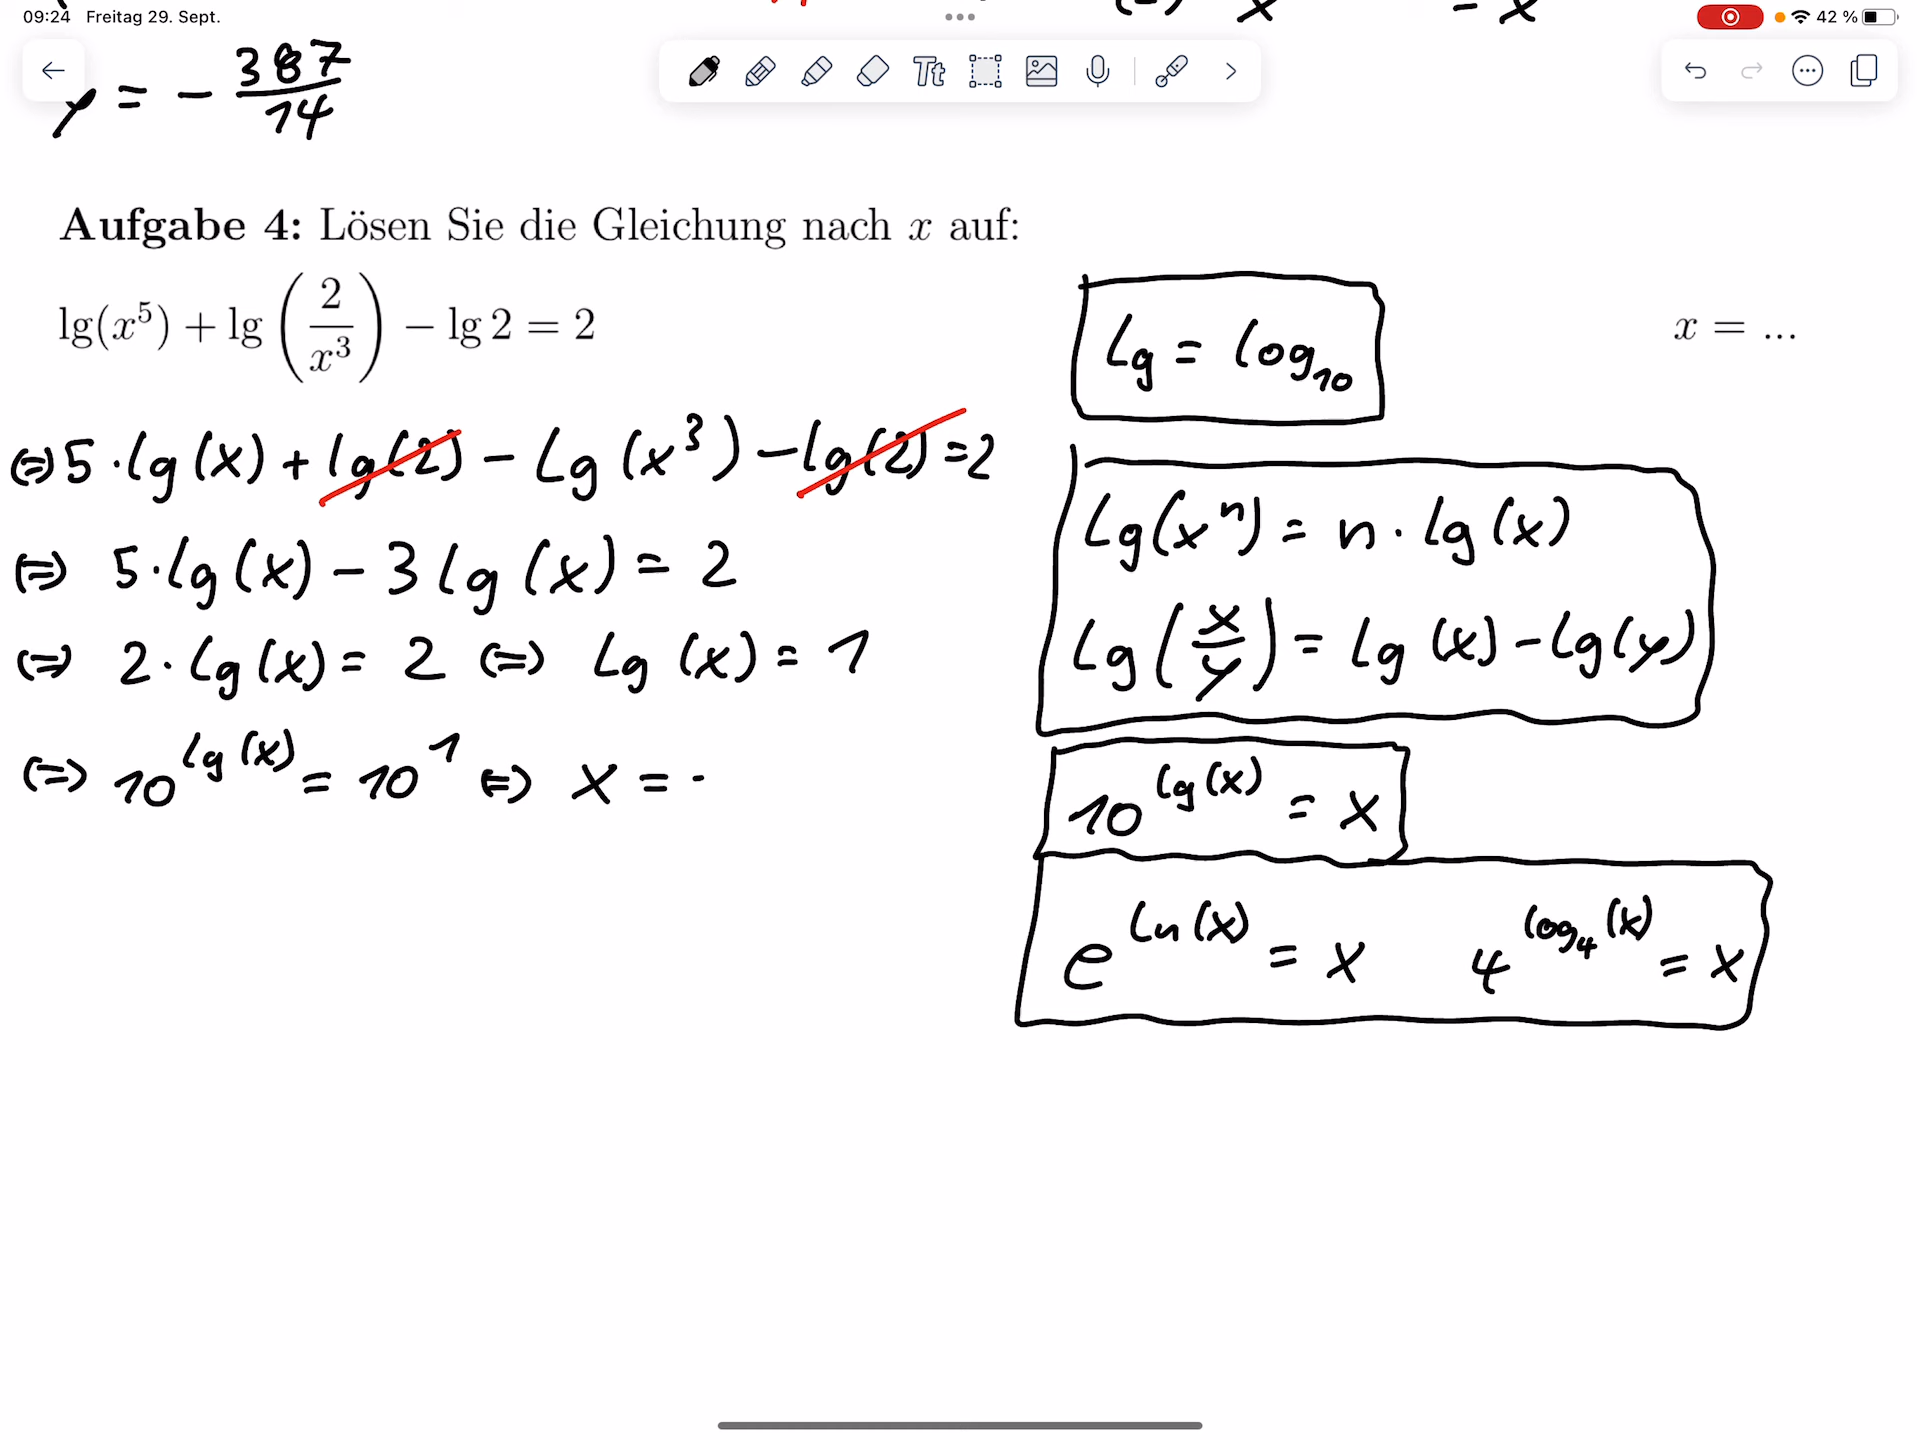 09:24 Freitag 29. Sept.
42 %
y = - 387/14
Tt
Aufgabe 4: Lösen Sie die Gleichung nach x auf:
lg(x⁵) + lg(2/x³) − lg 2 = 2
x = ...
lg = log₁₀
⇔ 5 · lg(x) + lg(2) − lg(x³) − lg(2) = 2
lg(xⁿ) = n · lg(x)
⇔ 5 · lg(x) − 3 lg(x) = 2
lg(x/y) = lg(x) − lg(y)
⇔ 2 · lg(x) = 2 ⇔ lg(x) = 1
⇔ 10^lg(x) = 10¹ ⇔ x = -
10^lg(x) = x
e^ln(x) = x 4^log₄(x) = x